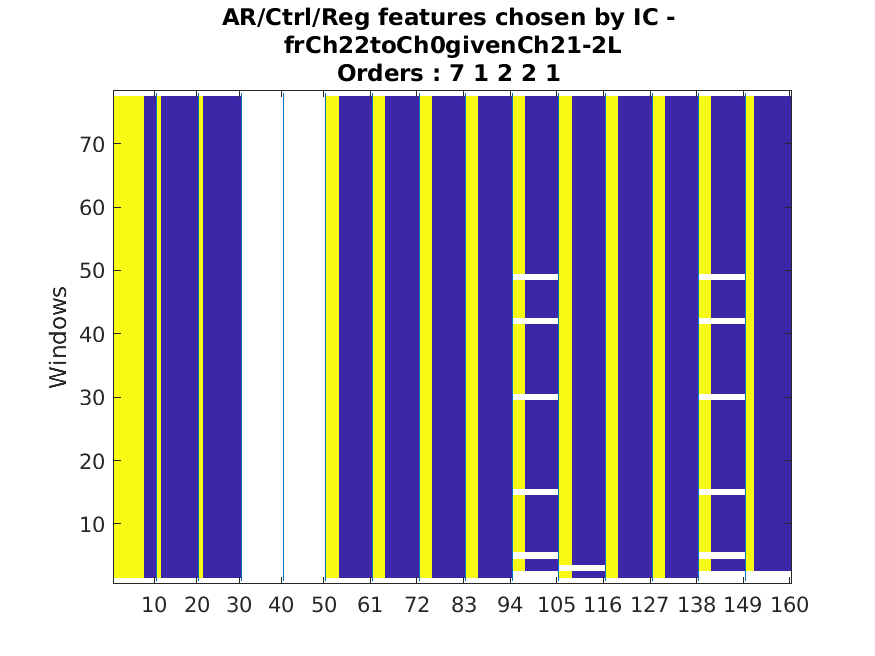 AR/Ctrl/Reg features chosen by IC -
frCh22toCh0givenCh21-2L
Orders : 7 1 2 2 1
70
60
50
40
30
20
10
Windows
10 20 30 40 50 61 72 83 94 105 116 127 138 149 160